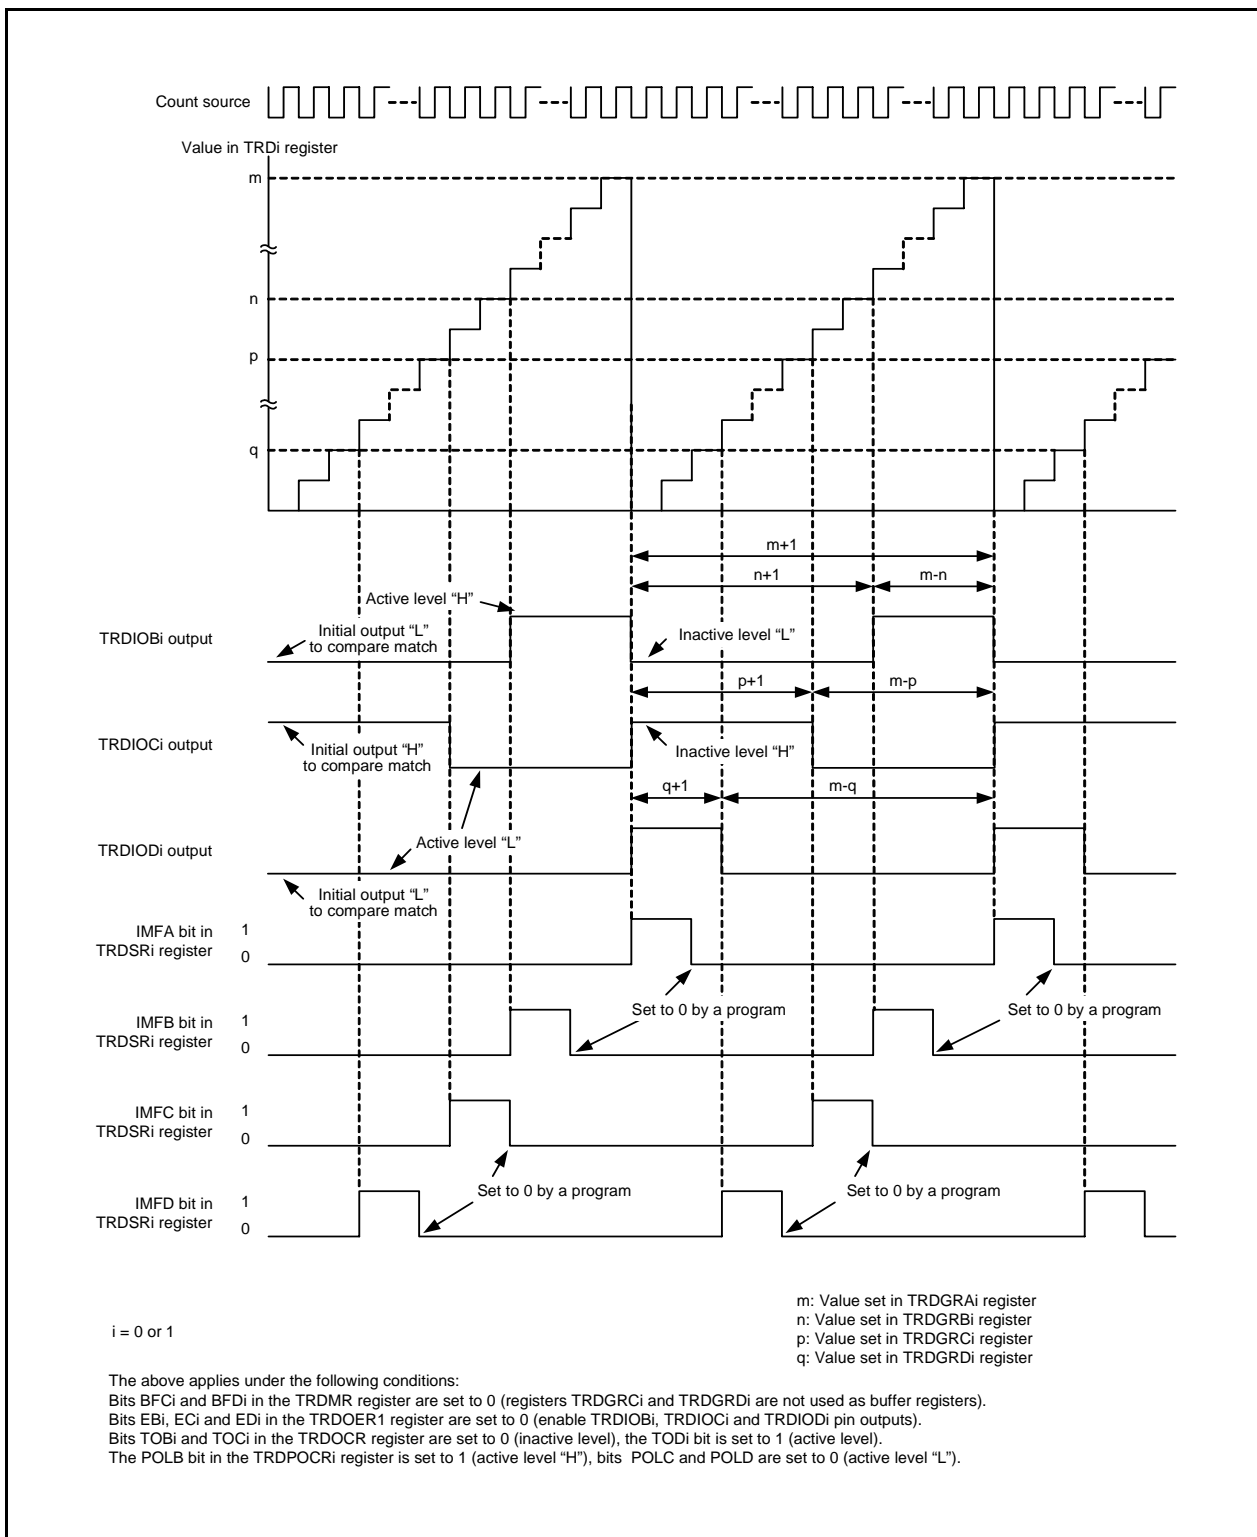 Count source
Value in TRDi register
m
n
p
q
m+1
n+1
m-n
Active level “H”
TRDIOBi output
Initial output “L”
to compare match
Inactive level “L”
p+1
m-p
TRDIOCi output
Initial output “H”
to compare match
Inactive level “H”
q+1
m-q
Active level “L”
TRDIODi output
Initial output “L”
to compare match
IMFA bit in
TRDSRi register
1
0
Set to 0 by a program
Set to 0 by a program
IMFB bit in
TRDSRi register
1
0
IMFC bit in
TRDSRi register
1
0
Set to 0 by a program
Set to 0 by a program
IMFD bit in
TRDSRi register
1
0
m: Value set in TRDGRAi register
n: Value set in TRDGRBi register
p: Value set in TRDGRCi register
q: Value set in TRDGRDi register
i = 0 or 1
The above applies under the following conditions:
Bits BFCi and BFDi in the TRDMR register are set to 0 (registers TRDGRCi and TRDGRDi are not used as buffer registers).
Bits EBi, ECi and EDi in the TRDOER1 register are set to 0 (enable TRDIOBi, TRDIOCi and TRDIODi pin outputs).
Bits TOBi and TOCi in the TRDOCR register are set to 0 (inactive level), the TODi bit is set to 1 (active level).
The POLB bit in the TRDPOCRi register is set to 1 (active level “H”), bits POLC and POLD are set to 0 (active level “L”).